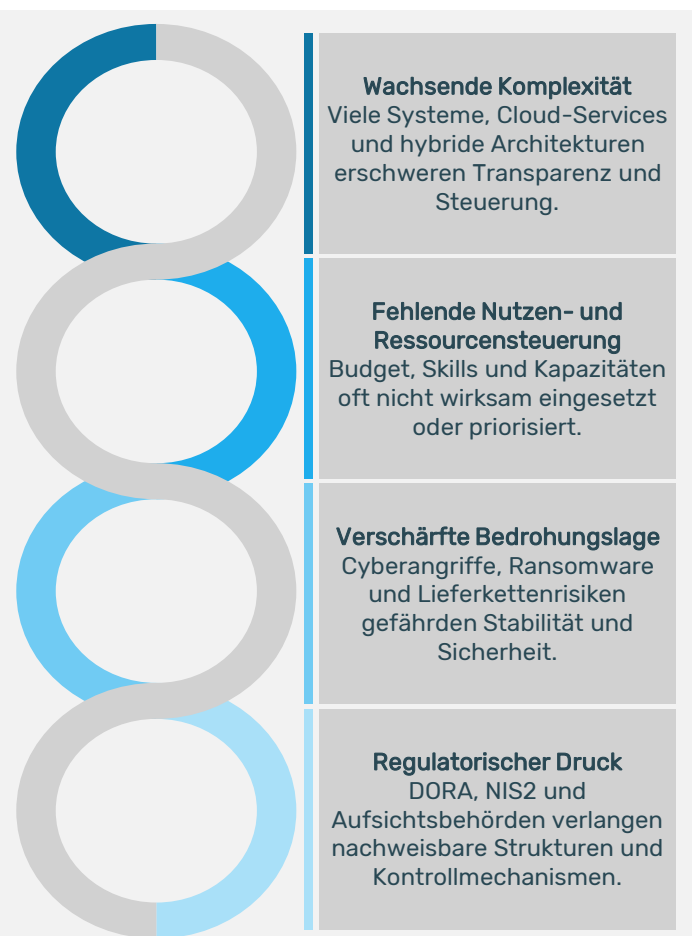 Wachsende Komplexität
Viele Systeme, Cloud-Services
und hybride Architekturen
erschweren Transparenz und
Steuerung.
Fehlende Nutzen- und
Ressourcensteuerung
Budget, Skills und Kapazitäten
oft nicht wirksam eingesetzt
oder priorisiert.
Verschärfte Bedrohungslage
Cyberangriffe, Ransomware
und Lieferkettenrisiken
gefährden Stabilität und
Sicherheit.
Regulatorischer Druck
DORA, NIS2 und
Aufsichtsbehörden verlangen
nachweisbare Strukturen und
Kontrollmechanismen.